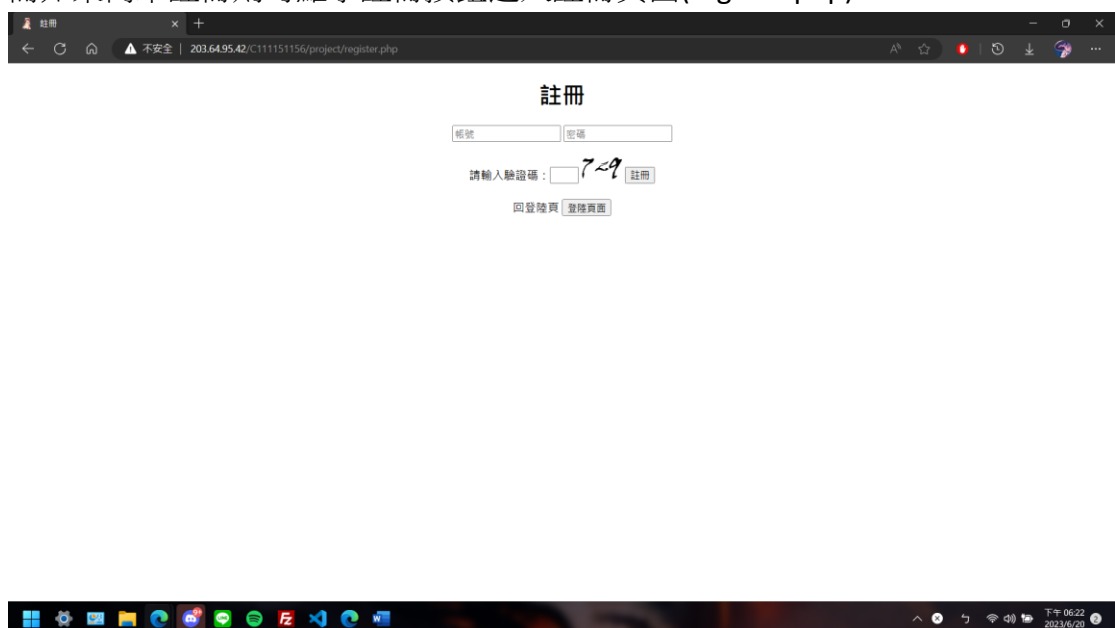 註冊
不安全 | 203.64.95.42/C111151156/project/register.php
註冊
帳號 密碼
請輸入驗證碼： 註冊
回登陸頁 登陸頁面
下午 06:22
2023/6/20